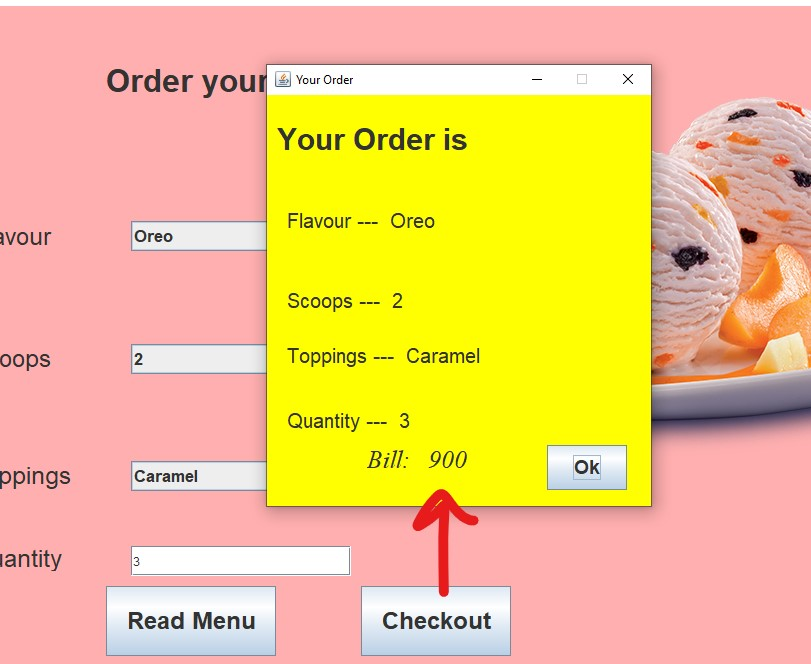 Order your
Your Order
Your Order is
Flavour --- Oreo
avour
Oreo
Scoops --- 2
oops
2
Toppings --- Caramel
ppings
Caramel
Quantity --- 3
Bill: 900
Ok
uantity
3
Read Menu
Checkout